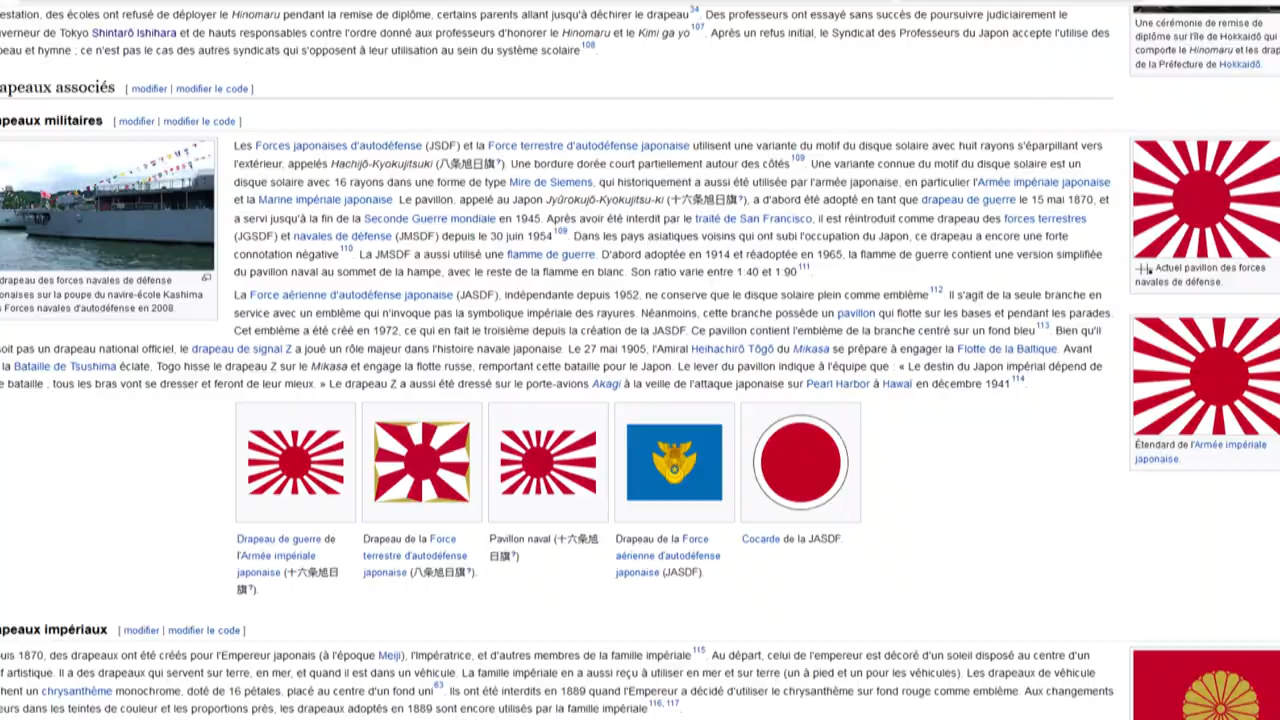 estation, des écoles ont refusé de déployer le Hinomaru pendant la remise de diplôme, certains parents allant jusqu'à déchirer le drapeau34. Des professeurs ont essayé sans succès de poursuivre judiciairement le
verneur de Tokyo Shintarō Ishihara et de hauts responsables contre l'ordre donné aux professeurs d'honorer le Hinomaru et le Kimi ga yo107. Après un refus initial, le Syndicat des Professeurs du Japon accepte l'utilise des
eau et hymne ; ce n'est pas le cas des autres syndicats qui s'opposent à leur utilisation au sein du système scolaire108.
Une cérémonie de remise de
diplôme sur l'île de Hokkaidō qui
comporte le Hinomaru et les drap
de la Préfecture de Hokkaidō.
apeaux associés [ modifier | modifier le code ]
peaux militaires [ modifier | modifier le code ]
Les Forces japonaises d'autodéfense (JSDF) et la Force terrestre d'autodéfense japonaise utilisent une variante du motif du disque solaire avec huit rayons s'éparpillant vers
l'extérieur, appelés Hachijō-Kyokujitsuki (八条旭日旗?). Une bordure dorée court partiellement autour des côtés109. Une variante connue du motif du disque solaire est un
disque solaire avec 16 rayons dans une forme de type Mire de Siemens, qui historiquement a aussi été utilisée par l'armée japonaise, en particulier l'Armée impériale japonaise
et la Marine impériale japonaise. Le pavillon, appelé au Japon Jyūrokujō-Kyokujitsu-ki (十六条旭日旗?), a d'abord été adopté en tant que drapeau de guerre le 15 mai 1870, et
a servi jusqu'à la fin de la Seconde Guerre mondiale en 1945. Après avoir été interdit par le traité de San Francisco, il est réintroduit comme drapeau des forces terrestres
(JGSDF) et navales de défense (JMSDF) depuis le 30 juin 1954109. Dans les pays asiatiques voisins qui ont subi l'occupation du Japon, ce drapeau a encore une forte
connotation négative110. La JMSDF a aussi utilisé une flamme de guerre. D'abord adoptée en 1914 et réadoptée en 1965, la flamme de guerre contient une version simplifiée
du pavillon naval au sommet de la hampe, avec le reste de la flamme en blanc. Son ratio varie entre 1:40 et 1:90111.
drapeau des forces navales de défense
onaises sur la poupe du navire-école Kashima
s Forces navales d'autodéfense en 2008.
Actuel pavillon des forces
navales de défense.
La Force aérienne d'autodéfense japonaise (JASDF), indépendante depuis 1952, ne conserve que le disque solaire plein comme emblème112. Il s'agit de la seule branche en
service avec un emblème qui n'invoque pas la symbolique impériale des rayures. Néanmoins, cette branche possède un pavillon qui flotte sur les bases et pendant les parades.
Cet emblème a été créé en 1972, ce qui en fait le troisième depuis la création de la JASDF. Ce pavillon contient l'emblème de la branche centré sur un fond bleu113. Bien qu'il
oit pas un drapeau national officiel, le drapeau de signal Z a joué un rôle majeur dans l'histoire navale japonaise. Le 27 mai 1905, l'Amiral Heihachirō Tōgō du Mikasa se prépare à engager la Flotte de la Baltique. Avant
la Bataille de Tsushima éclate, Togo hisse le drapeau Z sur le Mikasa et engage la flotte russe, remportant cette bataille pour le Japon. Le lever du pavillon indique à l'équipe que : « Le destin du Japon impérial dépend de
e bataille ; tous les bras vont se dresser et feront de leur mieux. » Le drapeau Z a aussi été dressé sur le porte-avions Akagi à la veille de l'attaque japonaise sur Pearl Harbor à Hawaï en décembre 1941114.
Étendard de l'Armée impériale
japonaise.
Drapeau de guerre de
l'Armée impériale
japonaise (十六条旭日
旗?).
Drapeau de la Force
terrestre d'autodéfense
japonaise (八条旭日旗?).
Pavillon naval (十六条旭
日旗?)
Drapeau de la Force
aérienne d'autodéfense
japonaise (JASDF).
Cocarde de la JASDF.
peaux impériaux [ modifier | modifier le code ]
uis 1870, des drapeaux ont été créés pour l'Empereur japonais (à l'époque Meiji), l'Impératrice, et d'autres membres de la famille impériale115. Au départ, celui de l'empereur est décoré d'un soleil disposé au centre d'un
f artistique. Il a des drapeaux qui servent sur terre, en mer, et quand il est dans un véhicule. La famille impériale en a aussi reçu à utiliser en mer et sur terre (un à pied et un pour les véhicules). Les drapeaux de véhicule
hent un chrysanthème monochrome, doté de 16 pétales, placé au centre d'un fond uni63. Ils ont été interdits en 1889 quand l'Empereur a décidé d'utiliser le chrysanthème sur fond rouge comme emblème. Aux changements
eurs dans les teintes de couleur et les proportions près, les drapeaux adoptés en 1889 sont encore utilisés par la famille impériale116, 117.